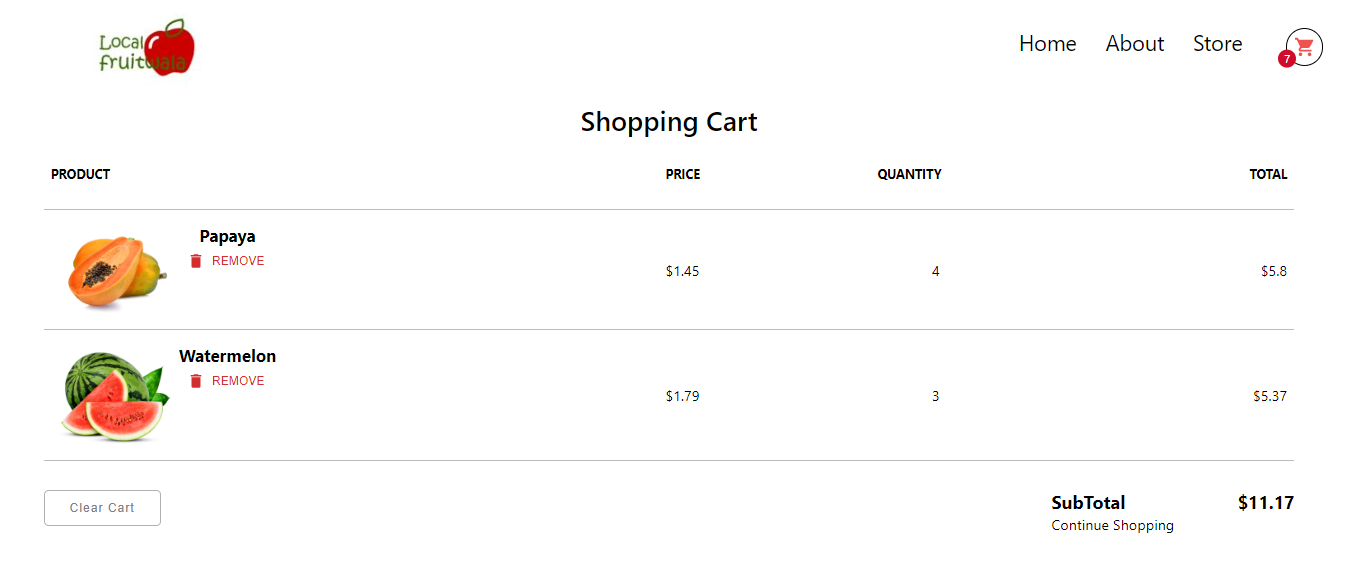 Local
fruitwala
Home About Store
7
Shopping Cart
PRODUCT PRICE QUANTITY TOTAL
Papaya
REMOVE
$1.45 4 $5.8
Watermelon
REMOVE
$1.79 3 $5.37
Clear Cart
SubTotal $11.17
Continue Shopping